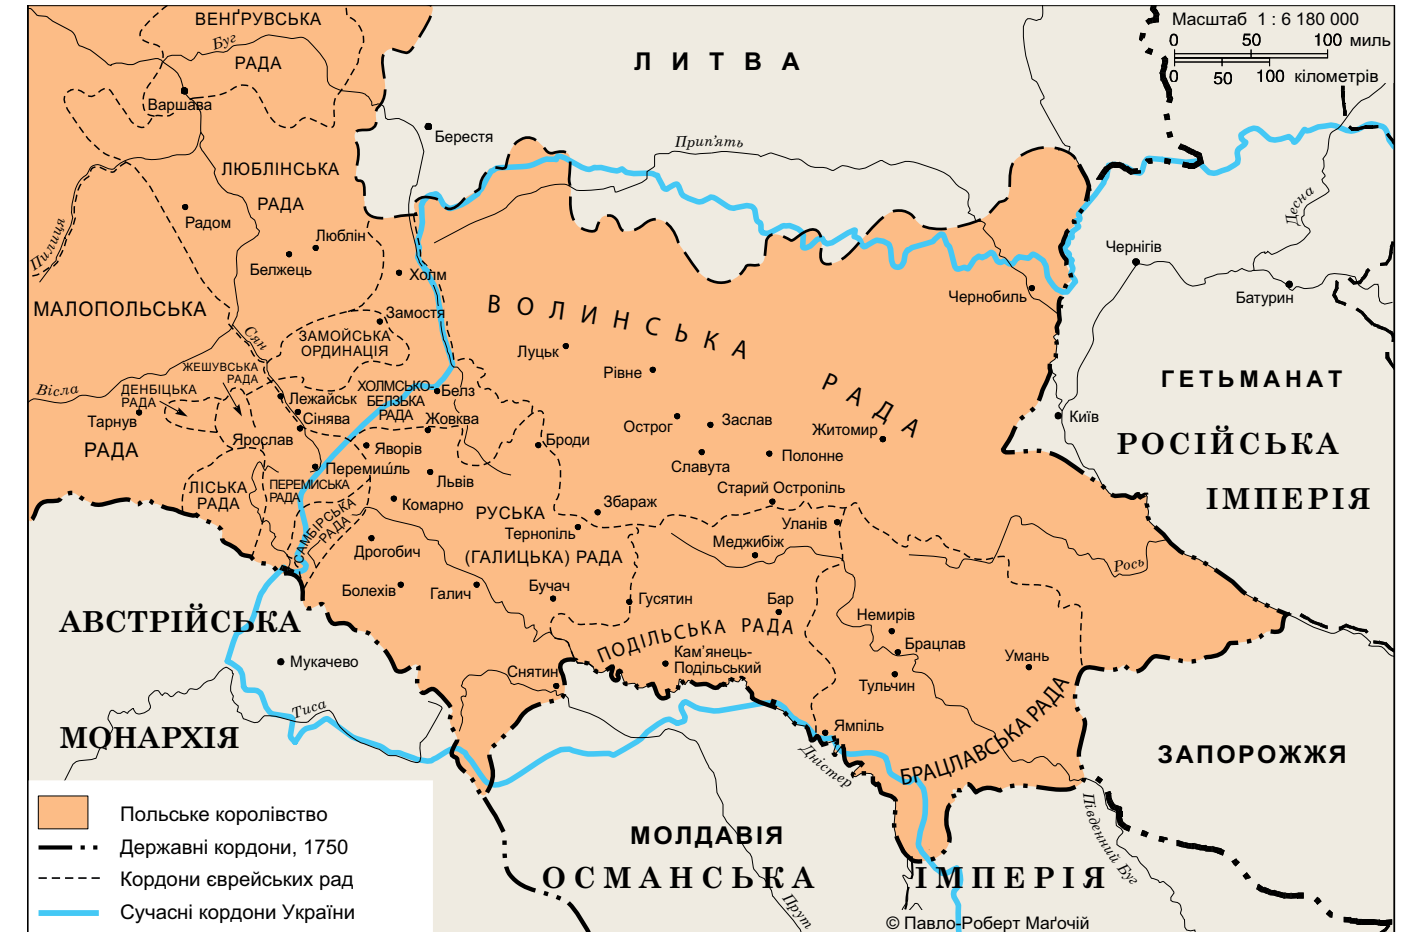 ВЕНҐРУВСЬКА
РАДА
Буг
Варшава
ЛИТВА
Масштаб 1 : 6 180 000
0 50 100 миль
0 50 100 кілометрів
Берестя
Прип'ять
Десна
ЛЮБЛІНСЬКА
РАДА
Радом
Люблін
Белжець
Пилиця
Холм
Чернігів
Батурин
Чернобиль
МАЛОПОЛЬСЬКА
РАДА
Замостя
ЗАМОЙСЬКА
ОРДИНАЦІЯ
Сян
ВОЛИНСЬКА
РАДА
Луцьк
Рівне
ЖЕШУВСЬКА
РАДА
ДЕНБІЦЬКА
РАДА
Вісла
Тарнув
Лежайськ
Сінява
Ярослав
ХОЛМСЬКО-
БЕЛЗЬКА
РАДА
Белз
Жовква
Яворів
Броди
Острог
Заслав
Житомир
ГЕТЬМАНАТ
Київ
РОСІЙСЬКА
ІМПЕРІЯ
Славута
Полонне
Перемишль
ПЕРЕМИСЬКА
РАДА
ЛІСЬКА
РАДА
Львів
Комарно
САМБІРСЬКА
РАДА
Старий Остропіль
Збараж
Уланів
РУСЬКА
(ГАЛИЦЬКА) РАДА
Тернопіль
Меджибіж
Дрогобич
Рось
Болехів
Галич
Бучач
Гусятин
Бар
Немирів
Брацлав
АВСТРІЙСЬКА
МОНАРХІЯ
Мукачево
ПОДІЛЬСЬКА РАДА
Кам'янець-
Подільський
Снятин
Тульчин
Умань
Тиса
Ямпіль
БРАЦЛАВСЬКА РАДА
Дністер
ЗАПОРОЖЖЯ
Південний Буг
МОЛДАВІЯ
ОСМАНСЬКА ІМПЕРІЯ
Прут
Польське королівство
Державні кордони, 1750
Кордони єврейських рад
Сучасні кордони України
© Павло-Роберт Маґочій